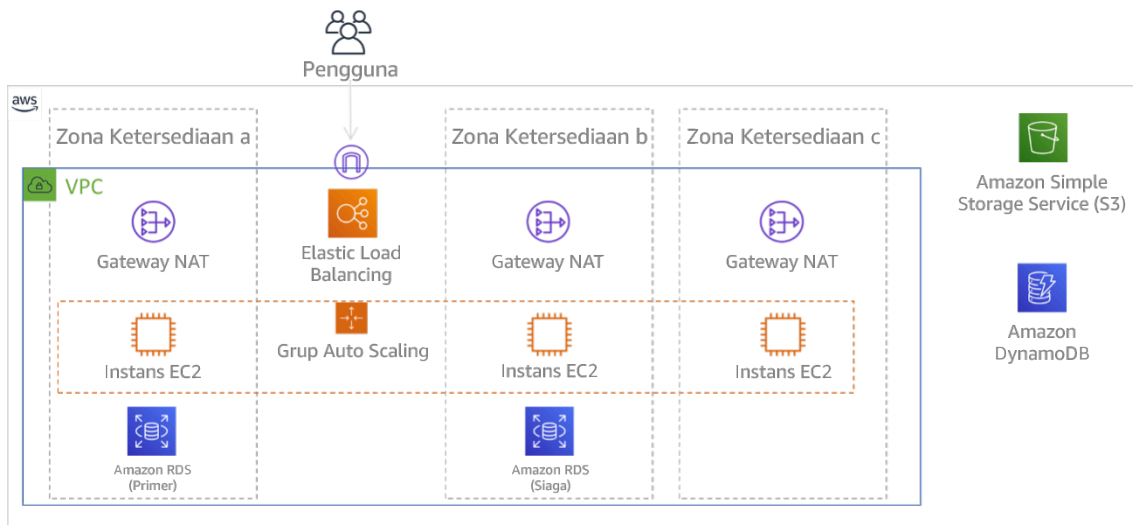 Pengguna
aws
Zona Ketersediaan a
Zona Ketersediaan b
Zona Ketersediaan c
VPC
Gateway NAT
Elastic Load
Balancing
Gateway NAT
Gateway NAT
Amazon Simple
Storage Service (S3)
Instans EC2
Grup Auto Scaling
Instans EC2
Instans EC2
Amazon
DynamoDB
Amazon RDS
(Primer)
Amazon RDS
(Siaga)